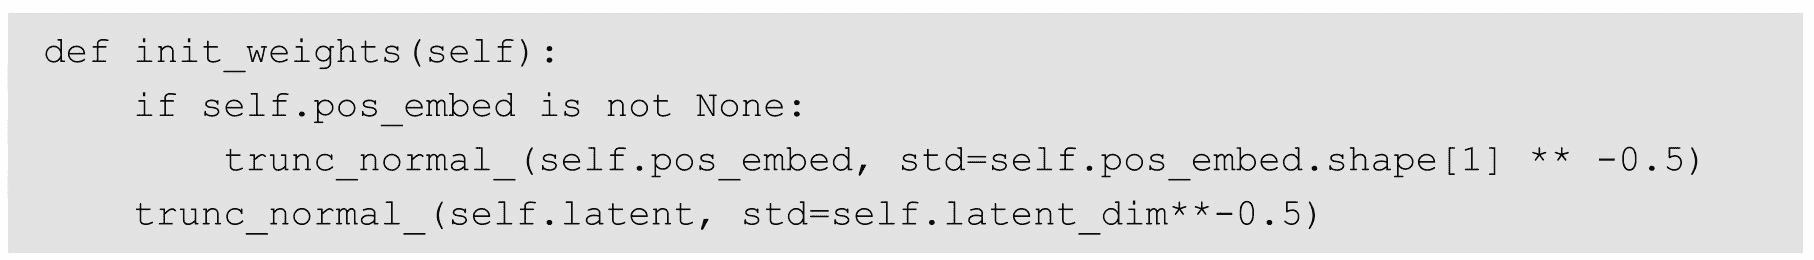 def init_weights(self):
    if self.pos_embed is not None:
        trunc_normal_(self.pos_embed, std=self.pos_embed.shape[1] ** -0.5)
    trunc_normal_(self.latent, std=self.latent_dim**-0.5)